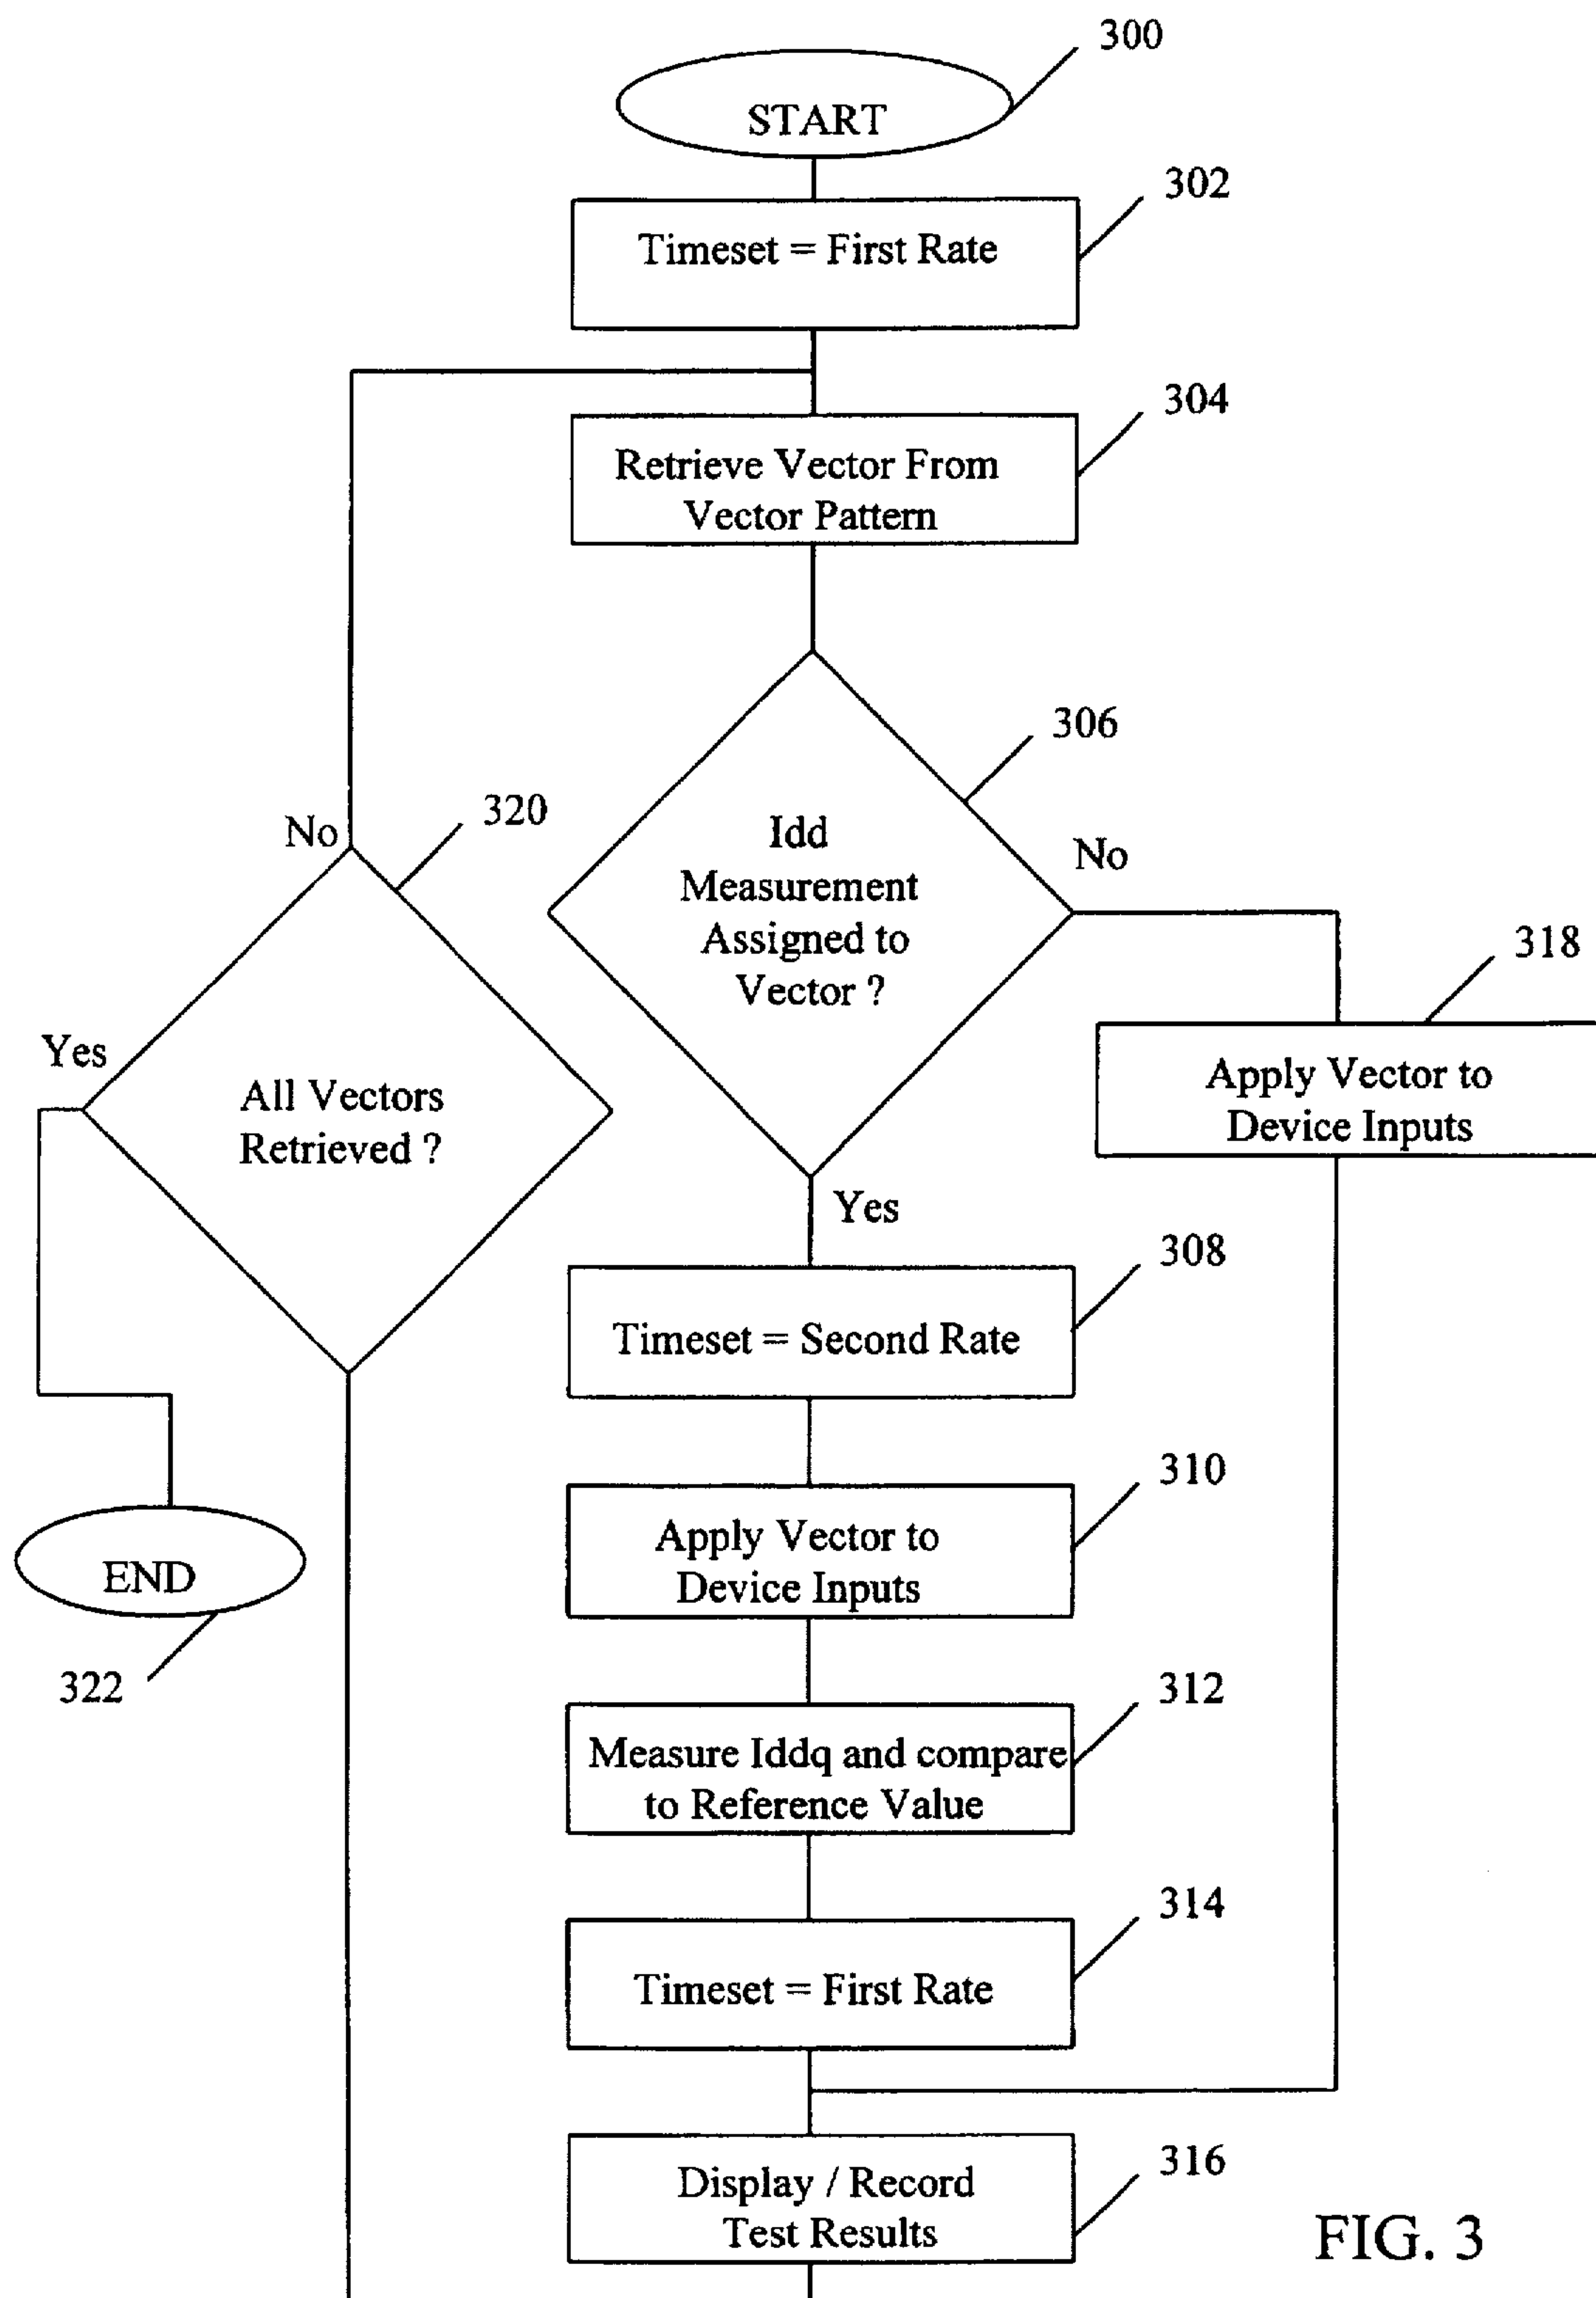 300
START
302
Timeset = First Rate
304
Retrieve Vector From
Vector Pattern
306
Idd
Measurement
Assigned to
Vector ?
No
318
Apply Vector to
Device Inputs
No
320
Yes
All Vectors
Retrieved ?
Yes
308
Timeset = Second Rate
310
Apply Vector to
Device Inputs
END
322
312
Measure Iddq and compare
to Reference Value
314
Timeset = First Rate
316
Display / Record
Test Results
FIG. 3